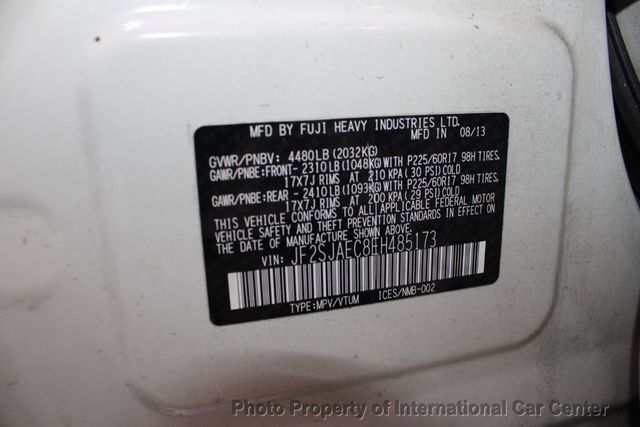 MFD BY FUJI HEAVY INDUSTRIES LTD.
MFD IN 08/13
GVWR/PNBV: 4480LB(2032KG)
GAWR/PNBE:FRONT- 2310LB(1048KG)WITH P225/60R17 98H TIRES,
17X7J RIMS AT 210 KPA (30 PSI)COLD
GAWR/PNBE:REAR - 2410LB(1093KG)WITH P225/60R17 98H TIRES,
17X7J RIMS AT 200 KPA (29 PSI)COLD
THIS VEHICLE CONFORMS TO ALL APPLICABLE FEDERAL MOTOR
VEHICLE SAFETY AND THEFT PREVENTION STANDARDS IN EFFECT ON
THE DATE OF MANUFACTURE SHOWN ABOVE.
VIN: JF2SJAEC8EH485173
TYPE:MPV/VTUM ICES/NMB-002
Photo Property of International Car Center